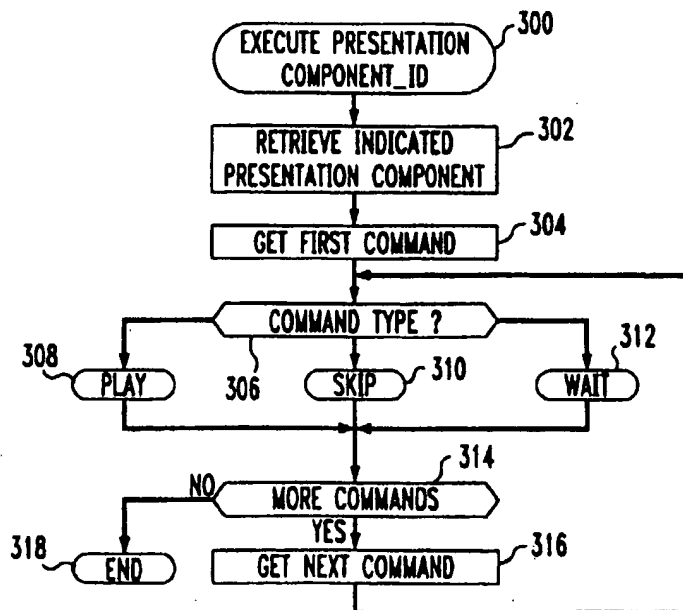 300
EXECUTE PRESENTATION
COMPONENT_ID
302
RETRIEVE INDICATED
PRESENTATION COMPONENT
304
GET FIRST COMMAND
COMMAND TYPE ?
306
308
PLAY
310
SKIP
312
WAIT
314
NO
MORE COMMANDS
YES
318
END
316
GET NEXT COMMAND